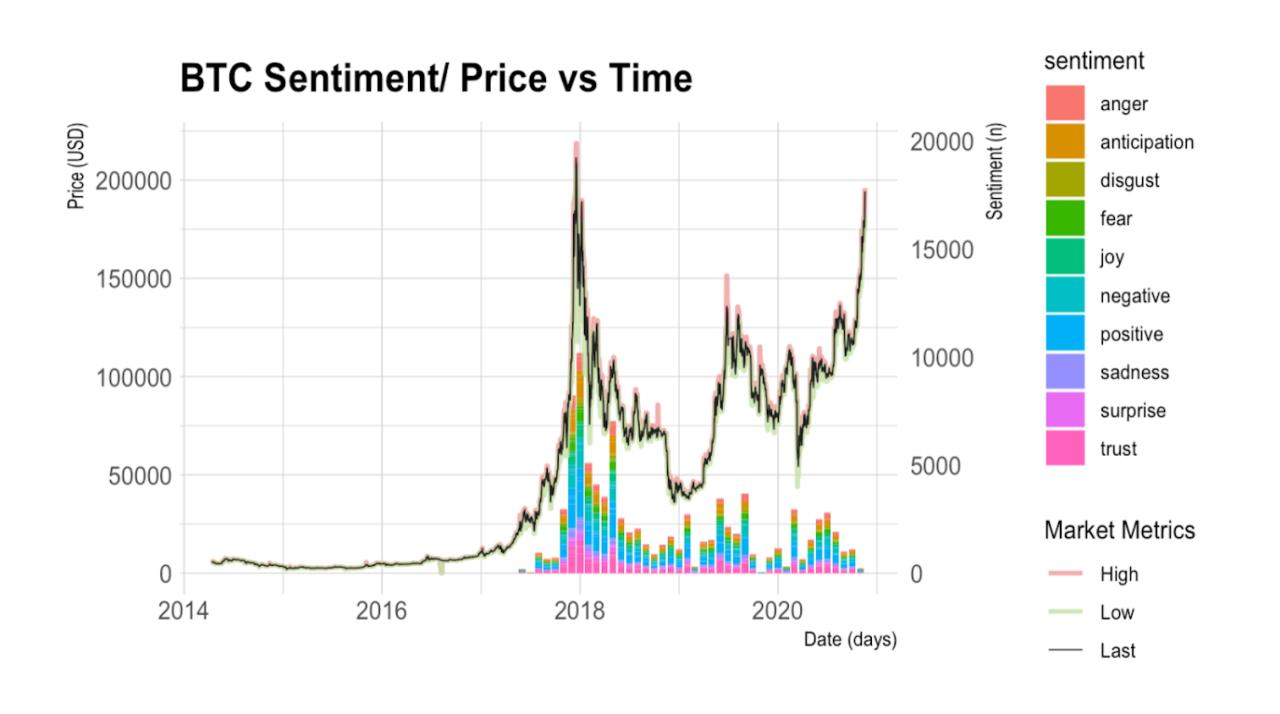 BTC Sentiment/ Price vs Time
Price (USD)
200000
150000
100000
50000
0
20000
15000
10000
5000
0
Sentiment (n)
2014
2016
2018
2020
Date (days)
sentiment
anger
anticipation
disgust
fear
joy
negative
positive
sadness
surprise
trust
Market Metrics
High
Low
Last